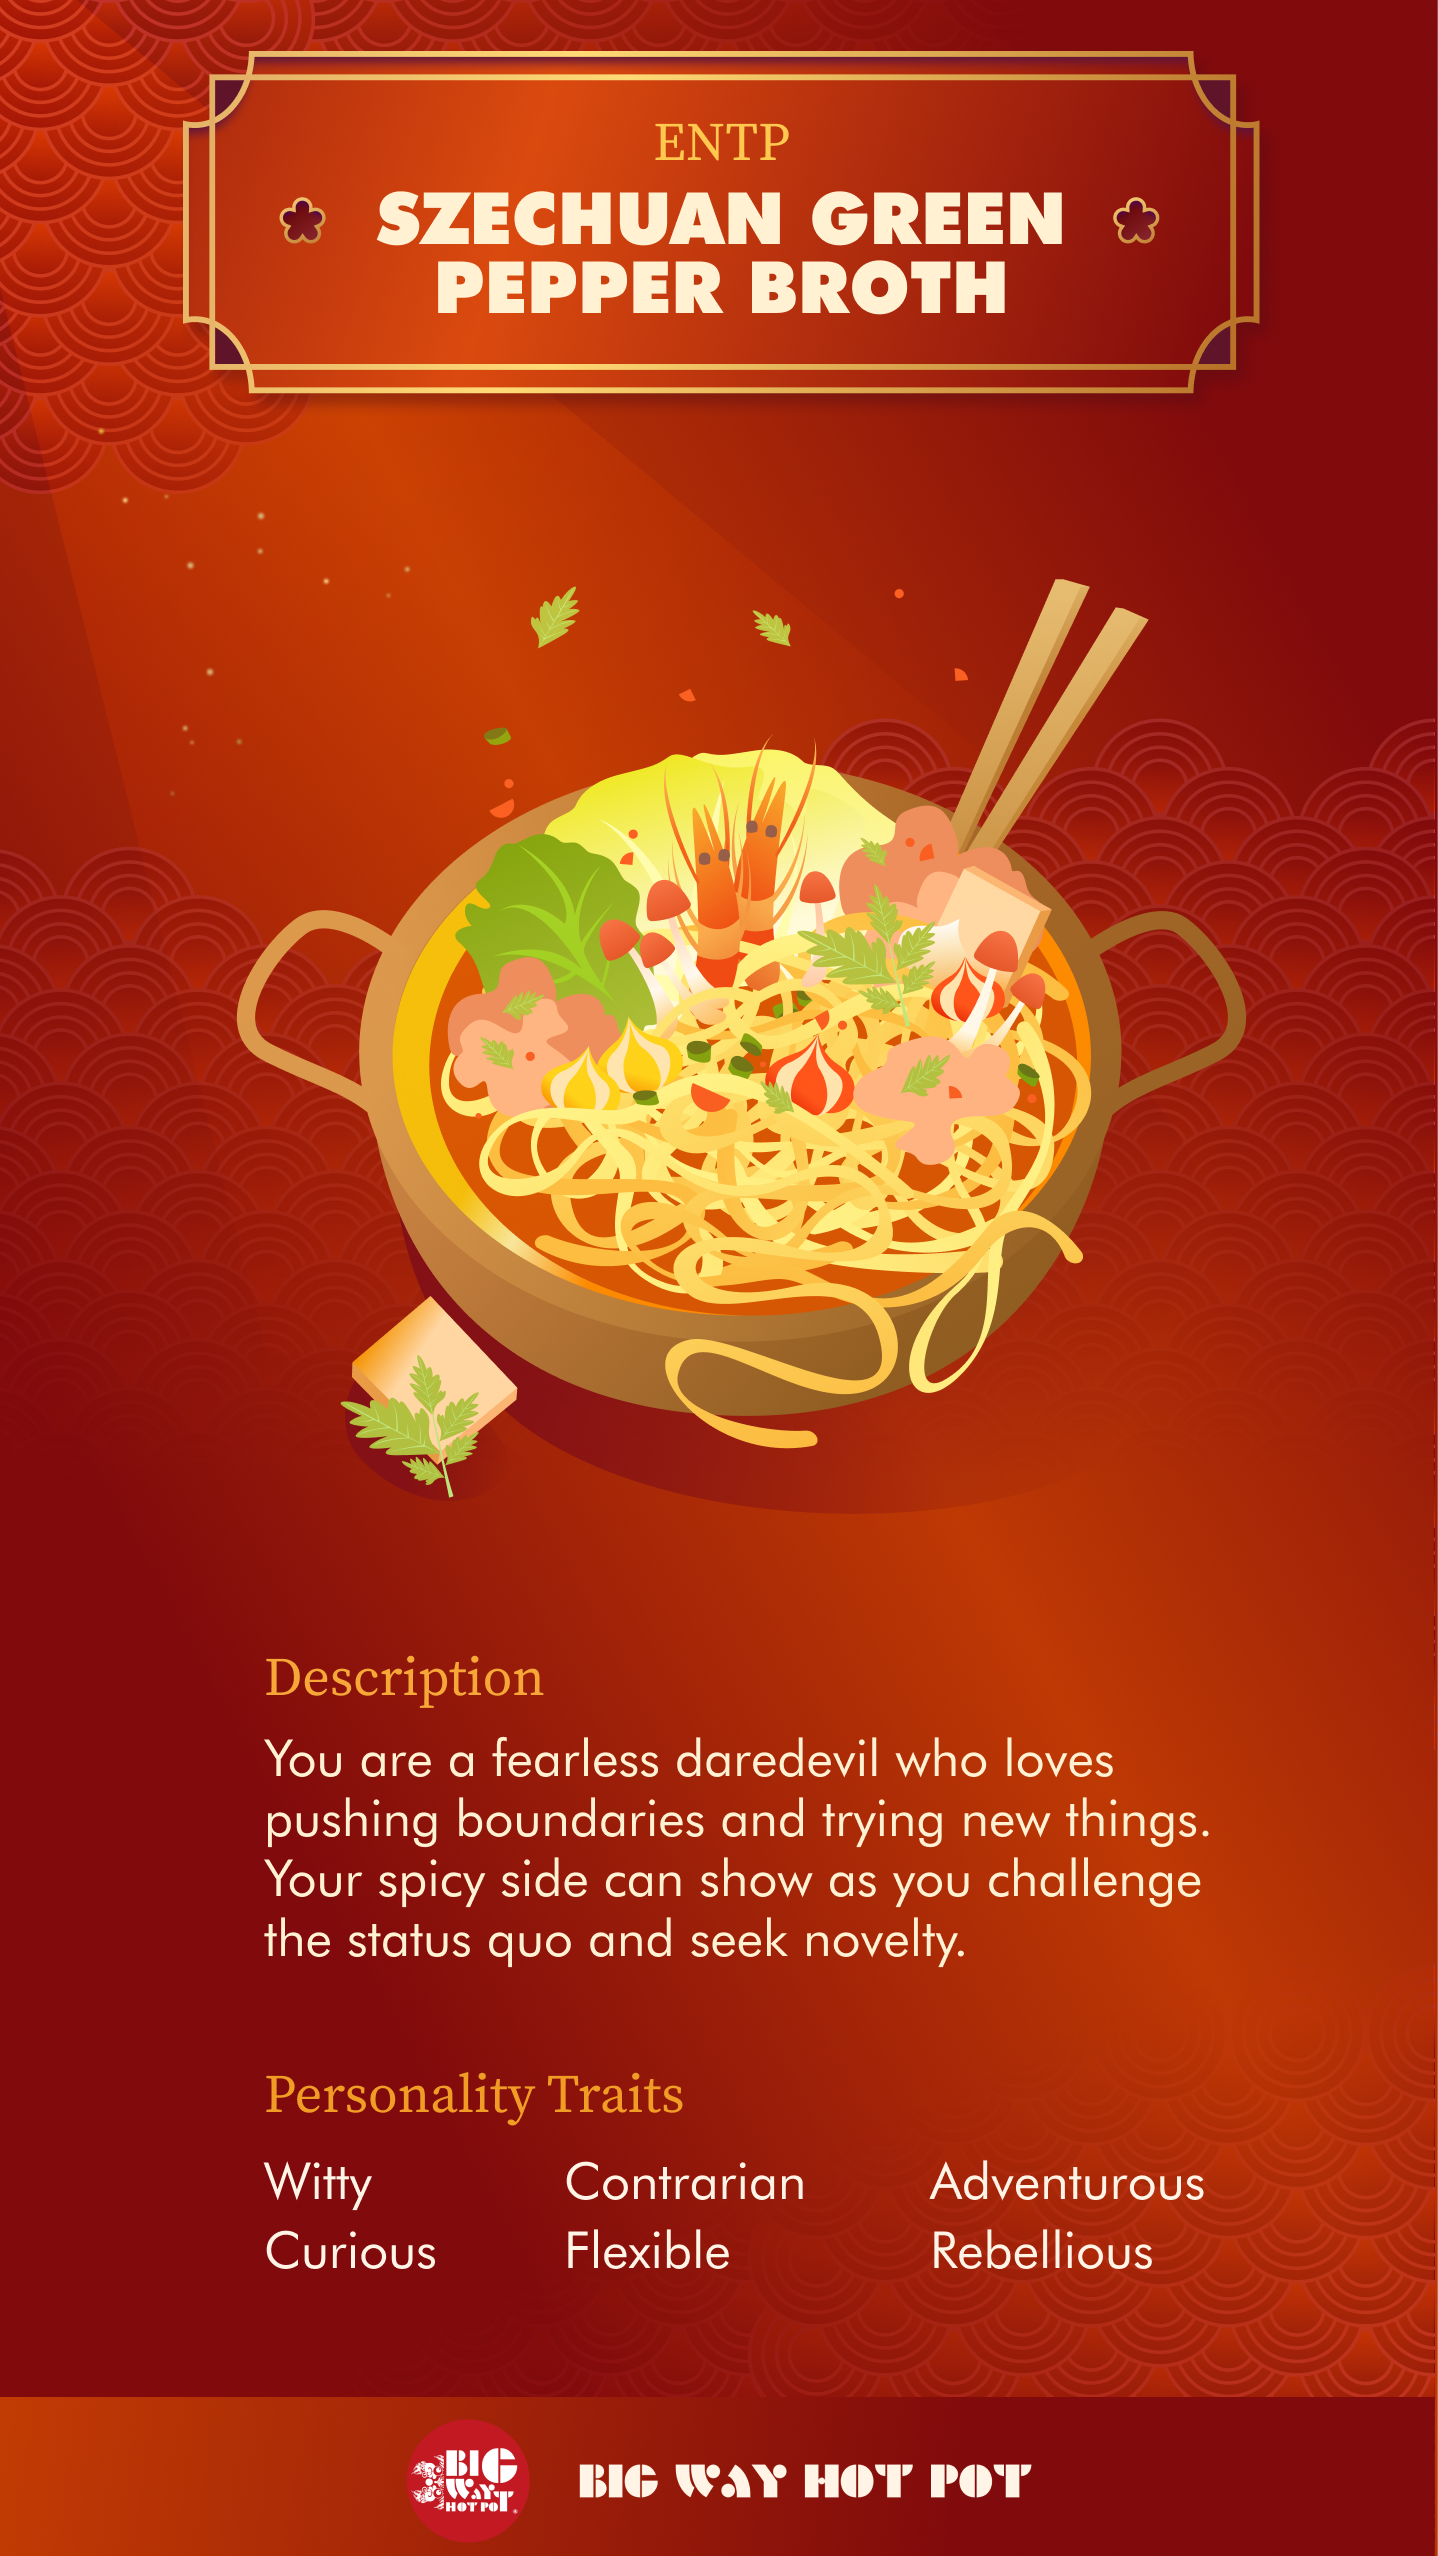 ENTP
SZECHUAN GREEN
PEPPER BROTH
Description
You are a fearless daredevil who loves
pushing boundaries and trying new things.
Your spicy side can show as you challenge
the status quo and seek novelty.
Personality Traits
Witty Contrarian Adventurous
Curious Flexible Rebellious
BIG
WAY
HOT POT
BIG WAY HOT POT